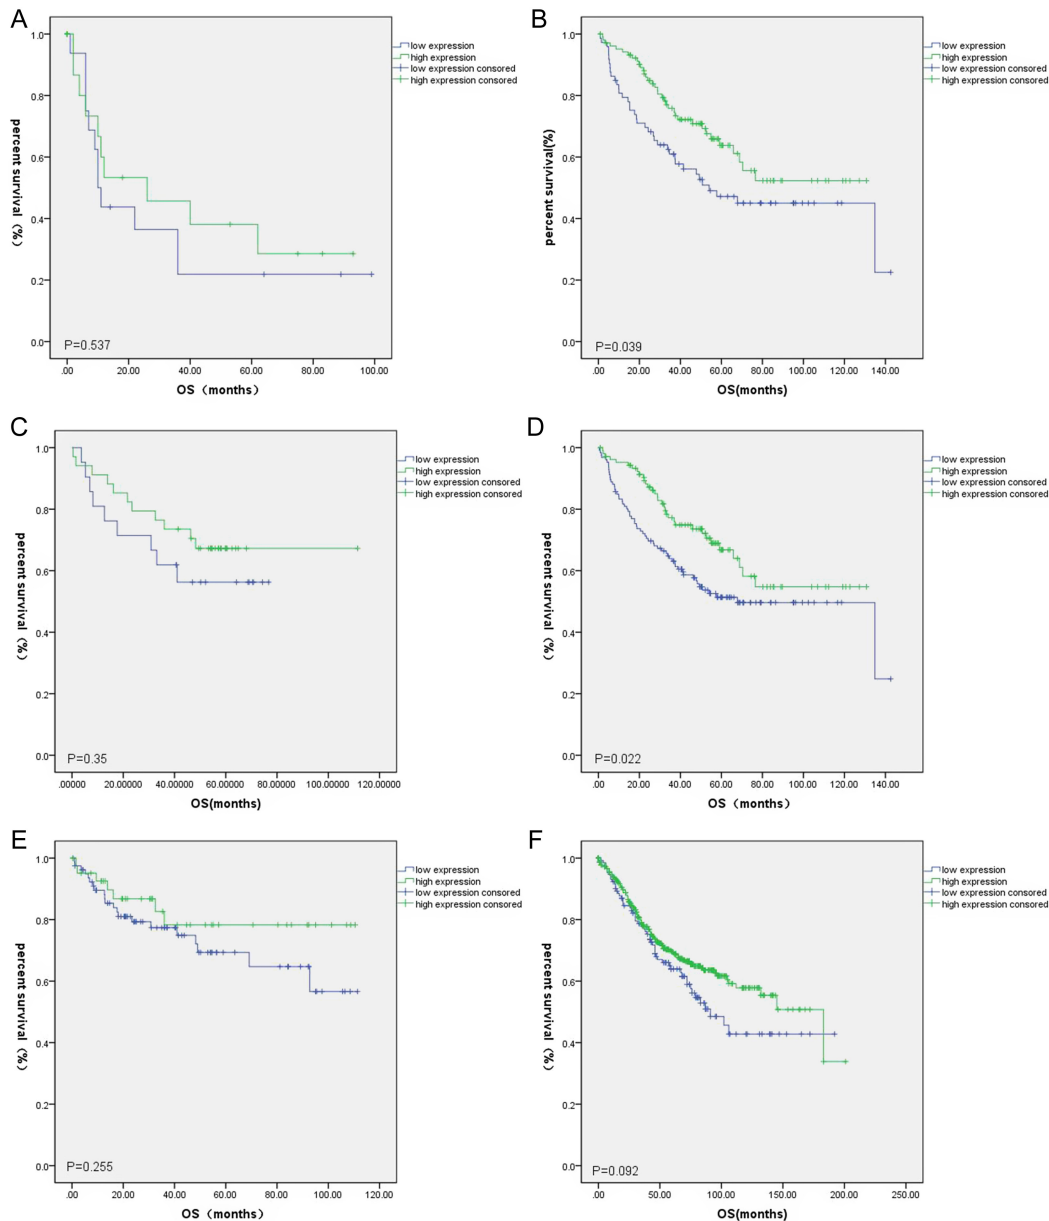 A
percent survival（%）
1.0
0.8
0.6
0.4
0.2
0.0
P=0.537
.00
20.00
40.00
60.00
80.00
100.00
OS（months）
low expression
high expression
low expression consored
high expression consored
B
percent survival(%)
1.0
0.8
0.6
0.4
0.2
0.0
P=0.039
.00
20.00
40.00
60.00
80.00
100.00
120.00
140.00
OS(months)
low expression
high expression
low expression consored
high expression consored
C
percent survival（%）
1.0
0.8
0.6
0.4
0.2
0.0
P=0.35
.00000
20.00000
40.00000
60.00000
80.00000
100.00000
120.00000
OS(months)
low expression
high expression
low expression consored
high expression consored
D
percent survival（%）
1.0
0.8
0.6
0.4
0.2
0.0
P=0.022
.00
20.00
40.00
60.00
80.00
100.00
120.00
140.00
OS（months）
low expression
high expression
low expression consored
high expression consored
E
percent survival（%）
1.0
0.8
0.6
0.4
0.2
0.0
P=0.255
.00
20.00
40.00
60.00
80.00
100.00
120.00
OS（months）
low expression
high expression
low expression consored
high expression consored
F
percent survival（%）
1.0
0.8
0.6
0.4
0.2
0.0
P=0.092
.00
50.00
100.00
150.00
200.00
250.00
OS(months)
low expression
high expression
low expression consored
high expression consored